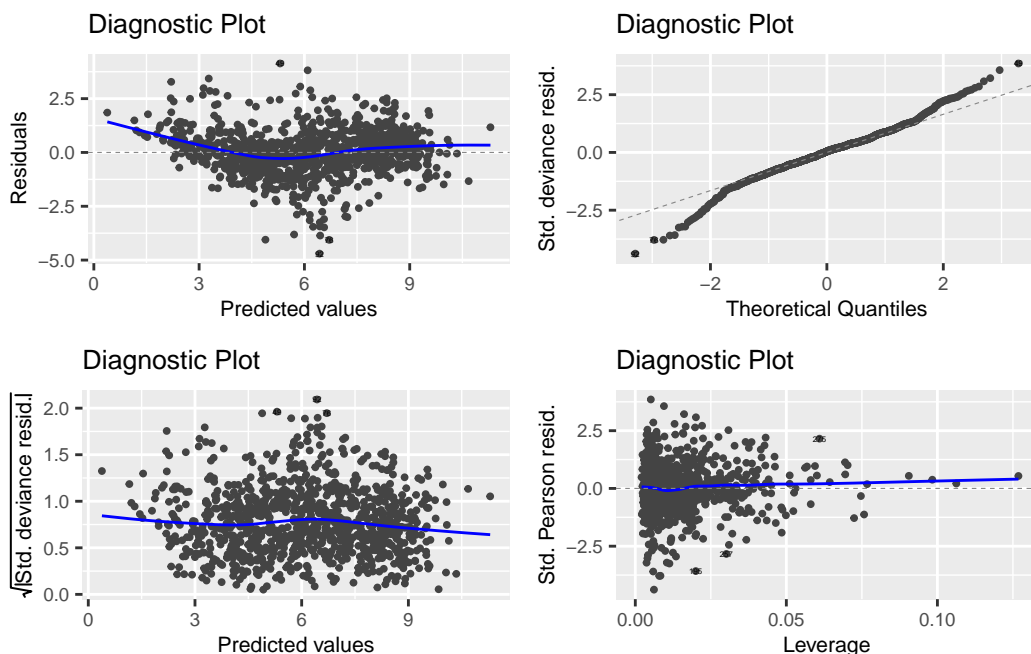 Diagnostic Plot
Residuals
2.5
0.0
−2.5
−5.0
0
3
6
9
Predicted values
Diagnostic Plot
Std. deviance resid.
2.5
0.0
−2.5
−2
0
2
Theoretical Quantiles
Diagnostic Plot
√|Std. deviance resid.|
2.0
1.5
1.0
0.5
0.0
0
3
6
9
Predicted values
Diagnostic Plot
Std. Pearson resid.
2.5
0.0
−2.5
0.00
0.05
0.10
Leverage